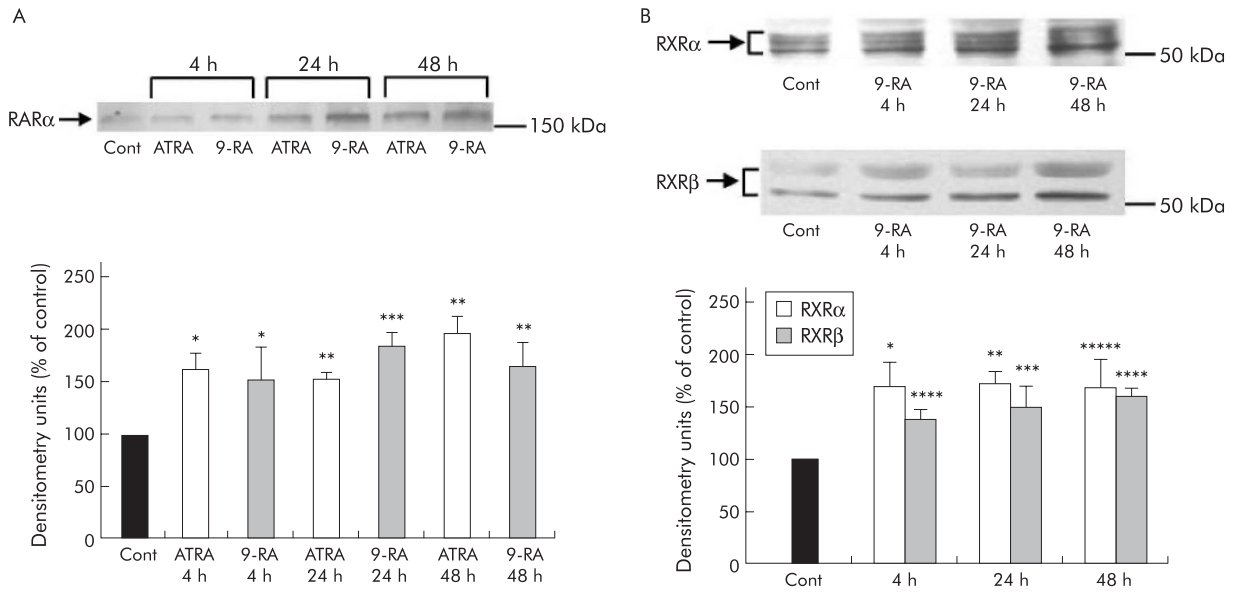 A
4 h 24 h 48 h
RARα
150 kDa
Cont ATRA 9-RA ATRA 9-RA ATRA 9-RA
Densitometry units (% of control)
250
200
150
100
50
0
* * ** *** ** **
Cont ATRA 9-RA ATRA 9-RA ATRA 9-RA
4 h 4 h 24 h 24 h 48 h 48 h
B
RXRα
50 kDa
Cont 9-RA 9-RA 9-RA
4 h 24 h 48 h
RXRβ
50 kDa
Cont 9-RA 9-RA 9-RA
4 h 24 h 48 h
Densitometry units (% of control)
250
200
150
100
50
0
RXRα
RXRβ
* **** ** *** ***** ****
Cont 4 h 24 h 48 h